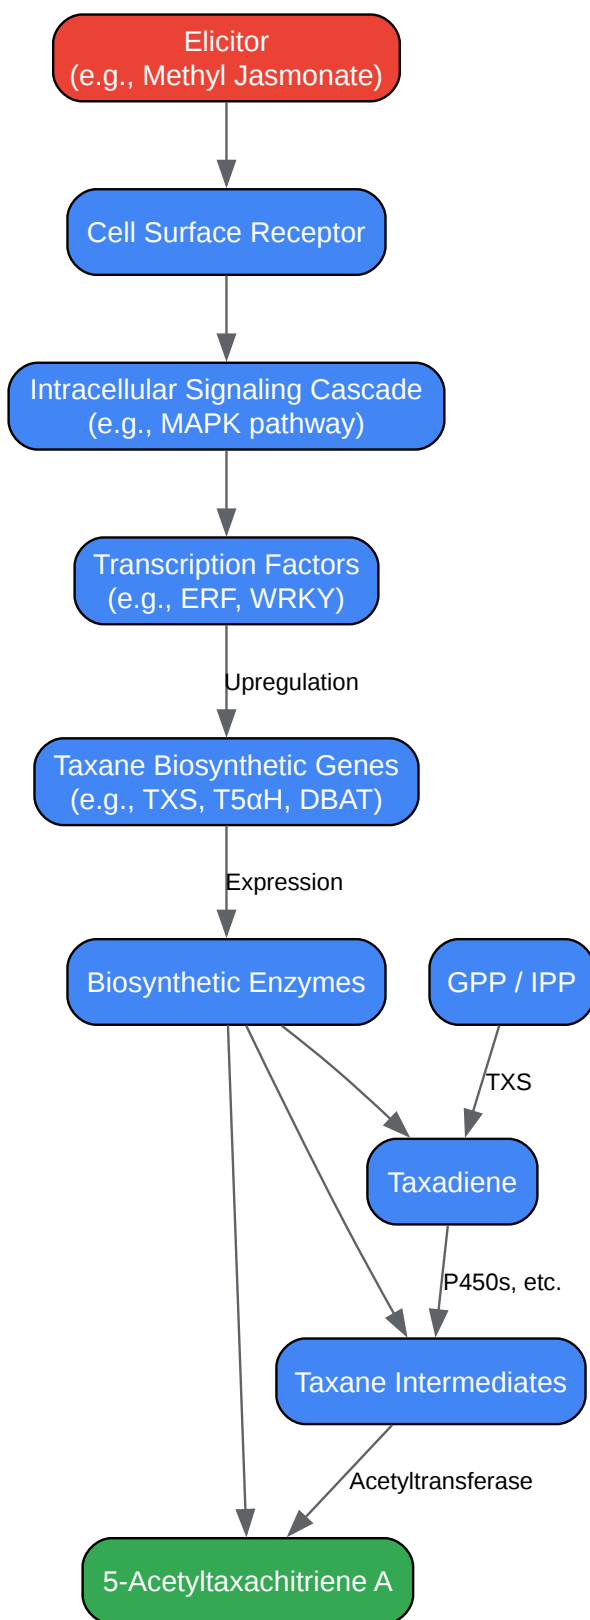 Elicitor
(e.g., Methyl Jasmonate)
Cell Surface Receptor
Intracellular Signaling Cascade
(e.g., MAPK pathway)
Transcription Factors
(e.g., ERF, WRKY)
Upregulation
Taxane Biosynthetic Genes
(e.g., TXS, T5αH, DBAT)
Expression
Biosynthetic Enzymes
GPP / IPP
TXS
Taxadiene
P450s, etc.
Taxane Intermediates
Acetyltransferase
5-Acetyltaxachitriene A